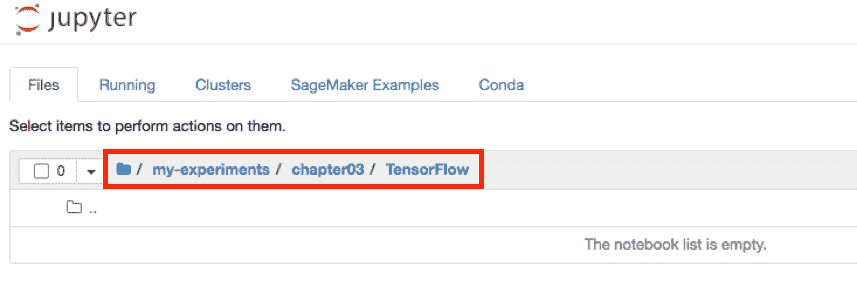 jupyter
Files Running Clusters SageMaker Examples Conda
Select items to perform actions on them.
0 / my-experiments / chapter03 / TensorFlow
..
The notebook list is empty.